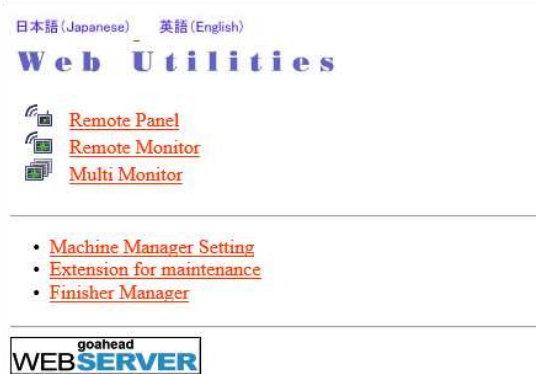 日本語(Japanese) 英語(English)
Web Utilities
Remote Panel
Remote Monitor
Multi Monitor
Machine Manager Setting
Extension for maintenance
Finisher Manager
goahead
WEBSERVER